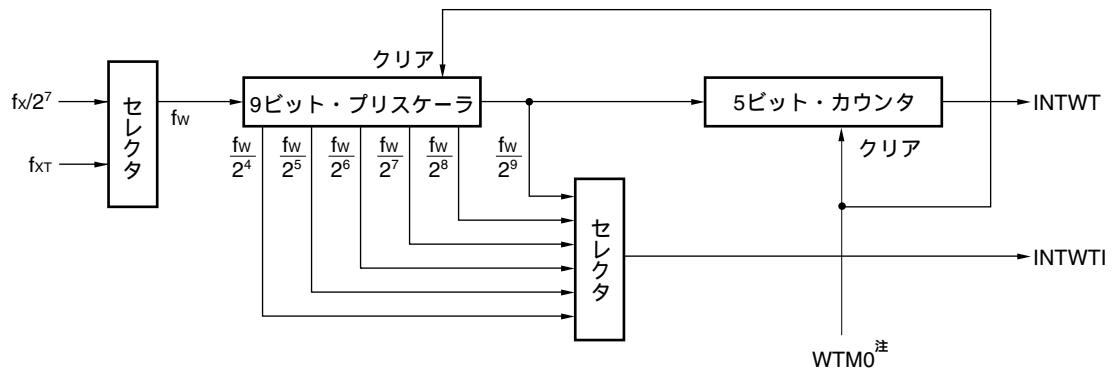 クリア
fX/2⁷
セレクタ
fW
9ビット・プリスケーラ
5ビット・カウンタ
INTWT
fXT
fW/2⁴
fW/2⁵
fW/2⁶
fW/2⁷
fW/2⁸
fW/2⁹
クリア
セレクタ
INTWTI
WTM0注